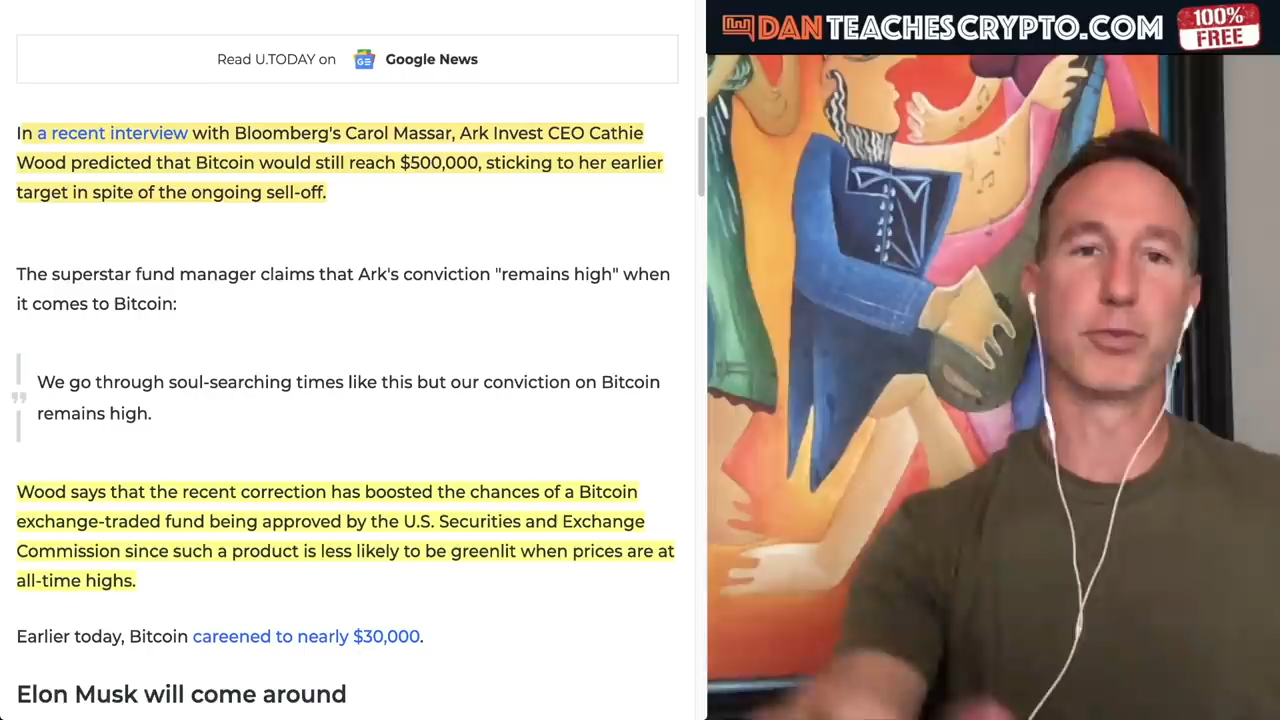 Read U.TODAY on GE Google News
In a recent interview with Bloomberg's Carol Massar, Ark Invest CEO Cathie
Wood predicted that Bitcoin would still reach $500,000, sticking to her earlier
target in spite of the ongoing sell-off.
The superstar fund manager claims that Ark's conviction "remains high" when
it comes to Bitcoin:
We go through soul-searching times like this but our conviction on Bitcoin
remains high.
Wood says that the recent correction has boosted the chances of a Bitcoin
exchange-traded fund being approved by the U.S. Securities and Exchange
Commission since such a product is less likely to be greenlit when prices are at
all-time highs.
Earlier today, Bitcoin careened to nearly $30,000.
Elon Musk will come around
DANTEACHESCRYPTO.COM
100%
FREE